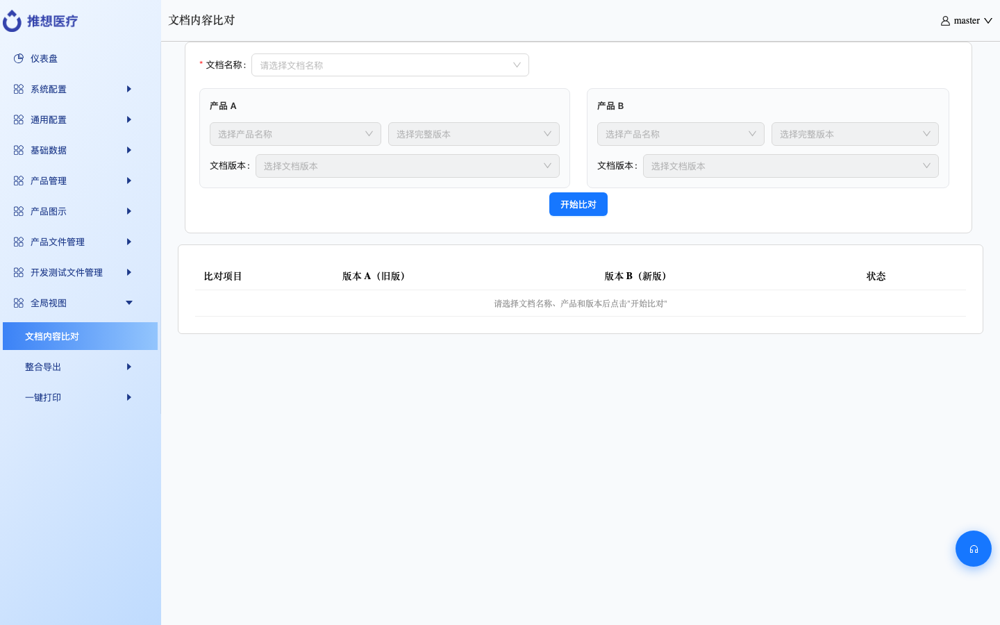 推想医疗
仪表盘
系统配置
通用配置
基础数据
产品管理
产品图示
产品文件管理
开发测试文件管理
全局视图
文档内容比对
整合导出
一键打印
文档内容比对
master
* 文档名称:
请选择文档名称
产品 A
选择产品名称
选择完整版本
文档版本:
选择文档版本
产品 B
选择产品名称
选择完整版本
文档版本:
选择文档版本
开始比对
比对项目 版本 A（旧版） 版本 B（新版） 状态
请选择文档名称、产品和版本后点击"开始比对"